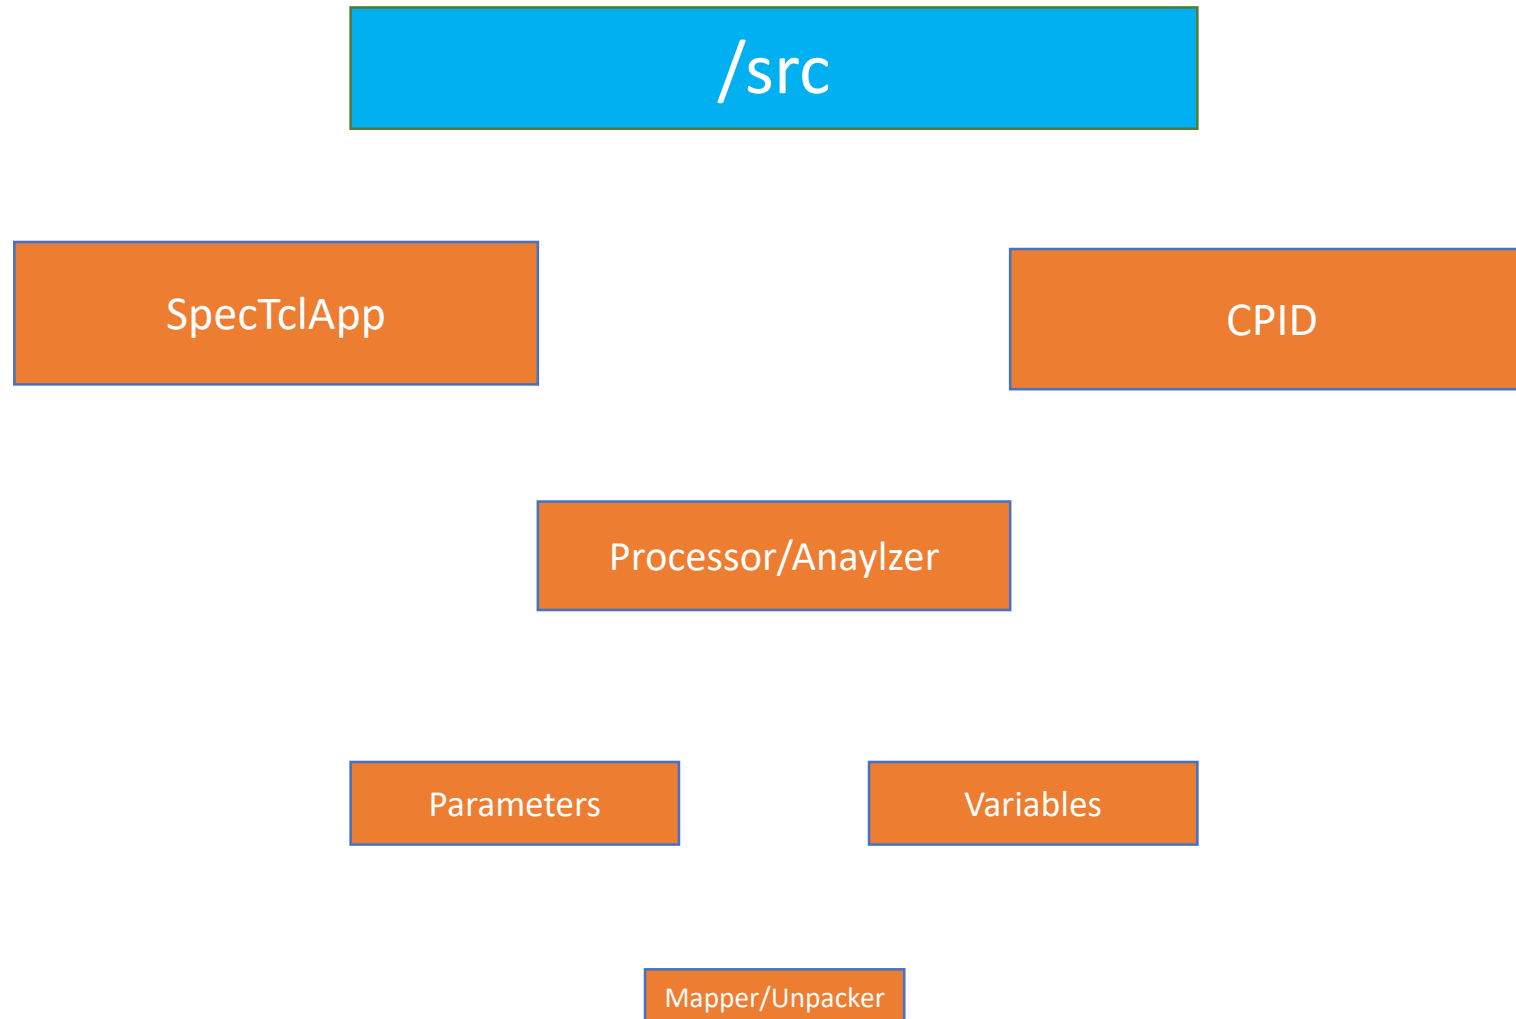 /src
SpecTclApp
CPID
Processor/Anaylzer
Parameters
Variables
Mapper/Unpacker